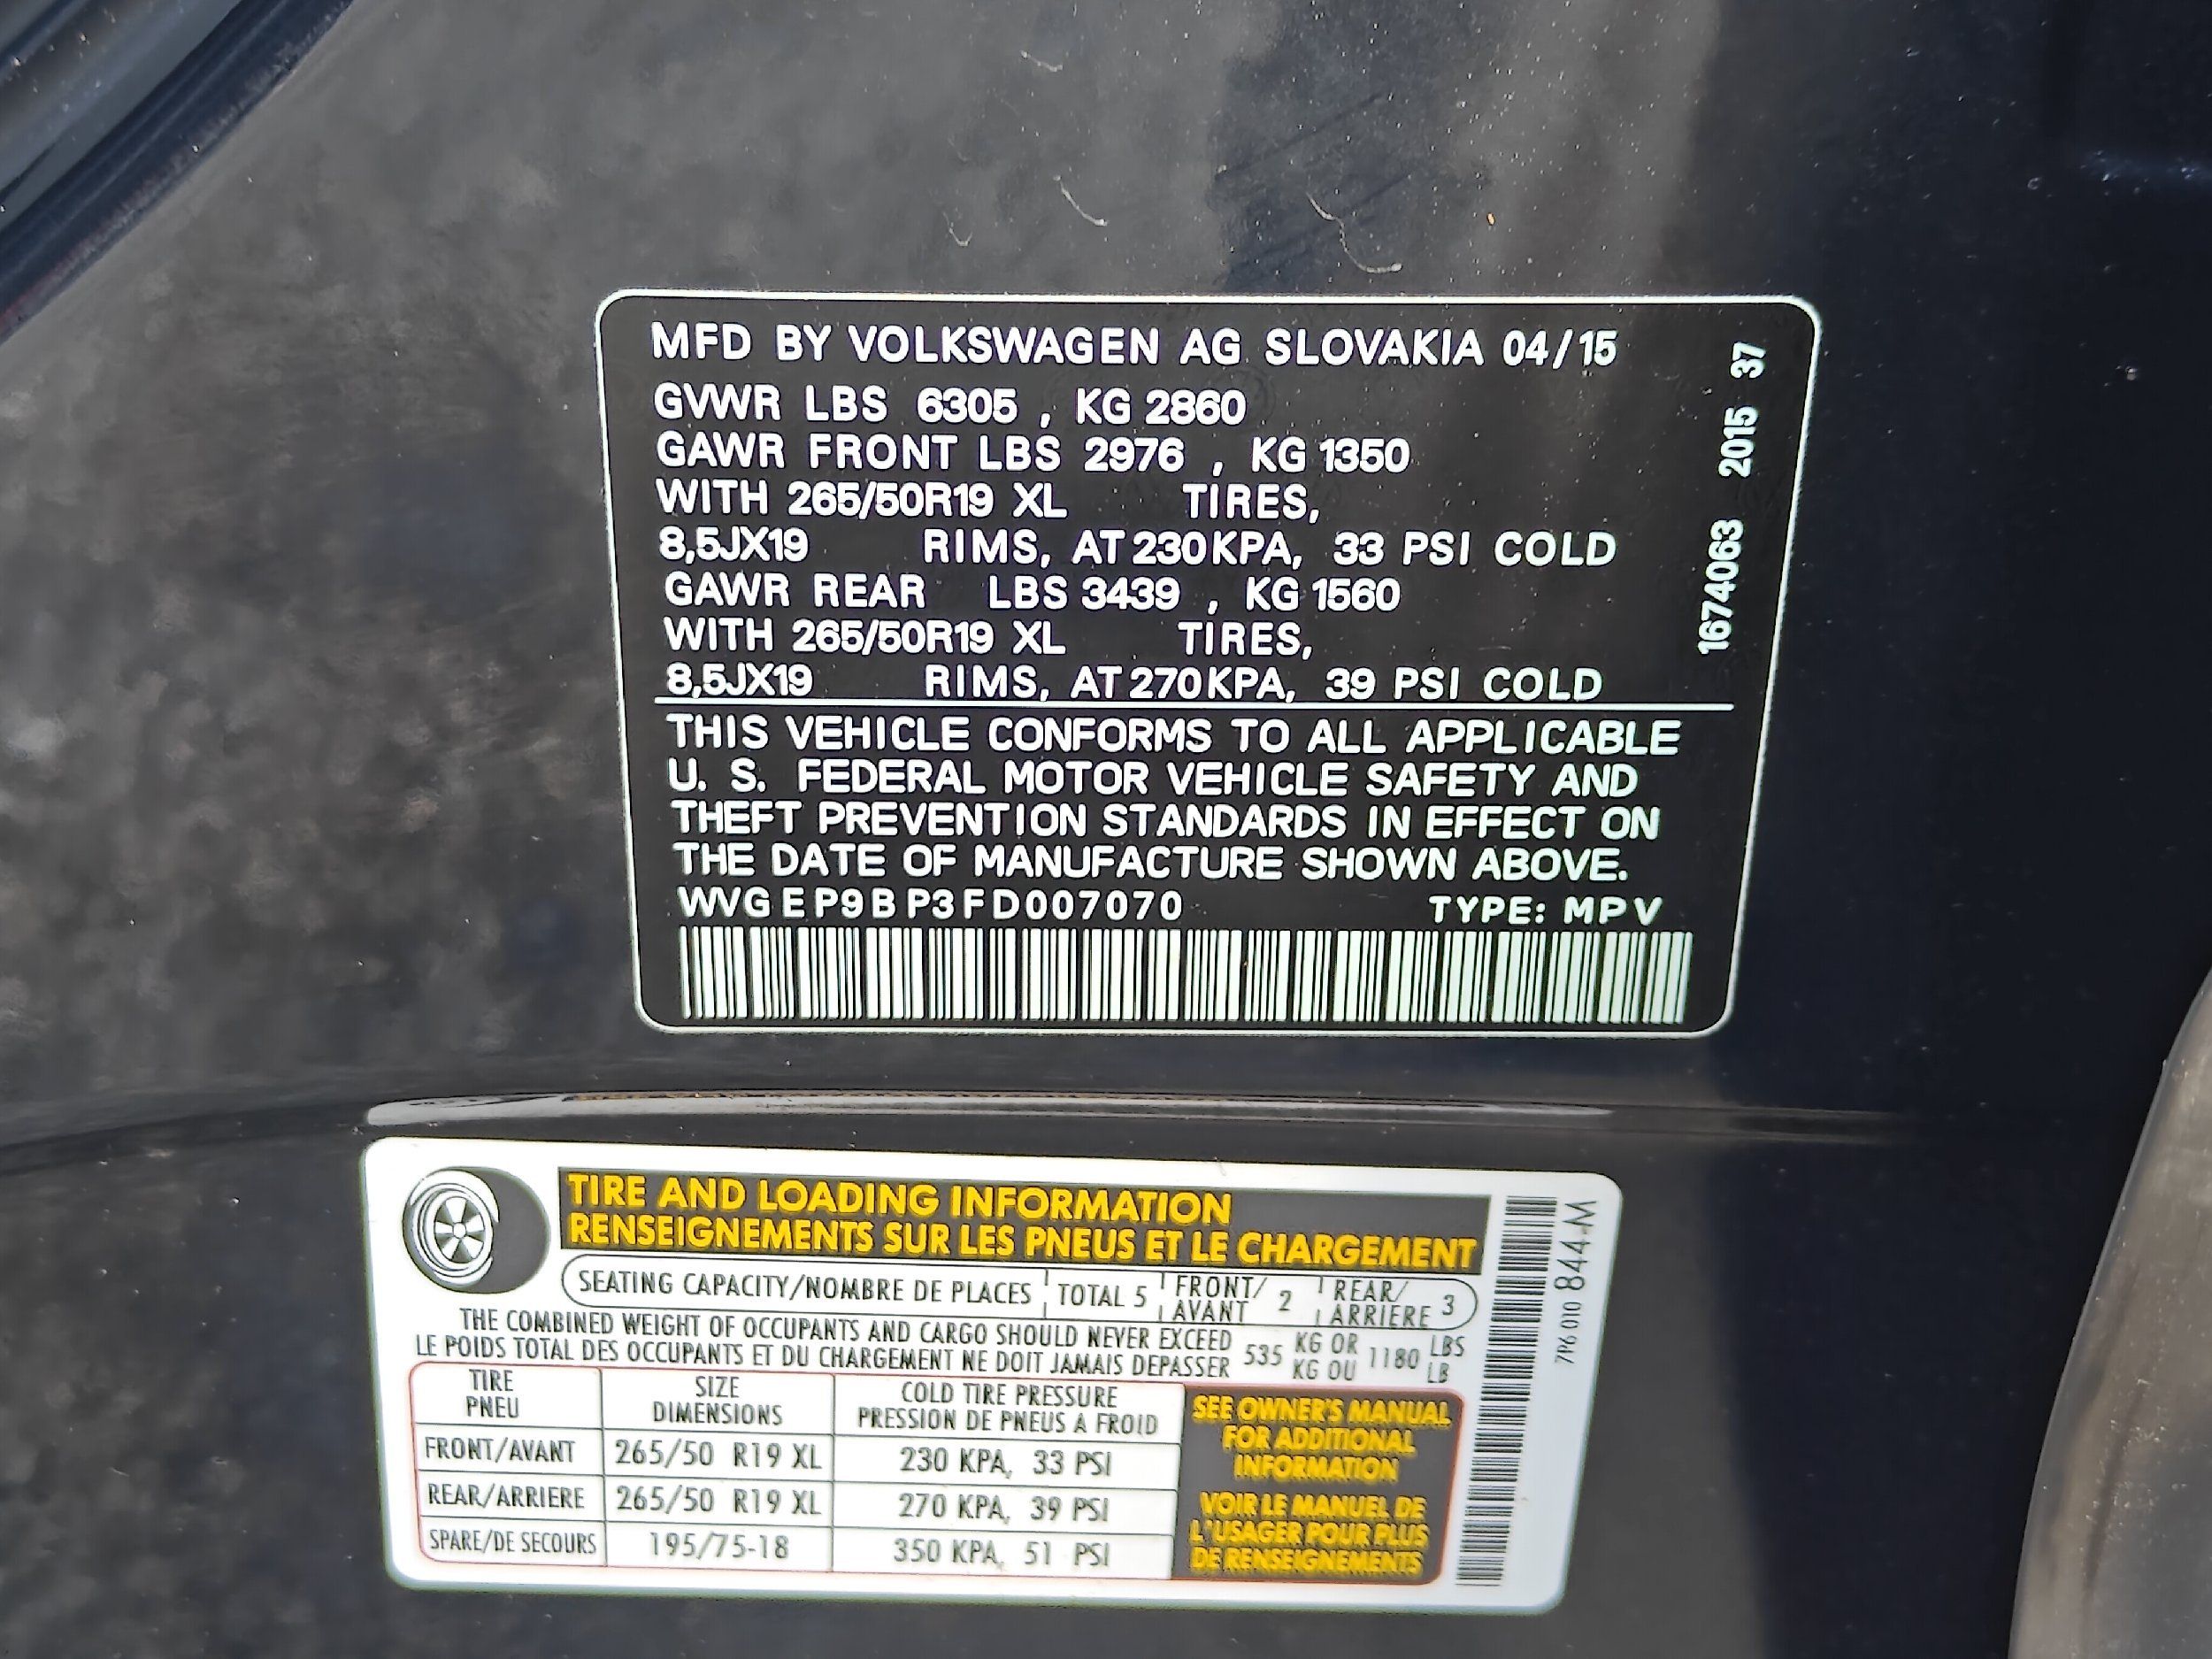 MFD BY VOLKSWAGEN AG SLOVAKIA 04/15
GVWR LBS 6305 , KG 2860
GAWR FRONT LBS 2976 , KG 1350
WITH 265/50R19 XL TIRES,
8,5JX19 RIMS, AT 230KPA, 33 PSI COLD
GAWR REAR LBS 3439 , KG 1560
WITH 265/50R19 XL TIRES,
8,5JX19 RIMS, AT 270KPA, 39 PSI COLD
THIS VEHICLE CONFORMS TO ALL APPLICABLE
U. S. FEDERAL MOTOR VEHICLE SAFETY AND
THEFT PREVENTION STANDARDS IN EFFECT ON
THE DATE OF MANUFACTURE SHOWN ABOVE.
WVGEP9BP3FD007070 TYPE: MPV
1674063 2015 37
TIRE AND LOADING INFORMATION
RENSEIGNEMENTS SUR LES PNEUS ET LE CHARGEMENT
SEATING CAPACITY/NOMBRE DE PLACES TOTAL 5 FRONT/ AVANT 2 REAR/ ARRIERE 3
THE COMBINED WEIGHT OF OCCUPANTS AND CARGO SHOULD NEVER EXCEED 535 KG OR 1180 LBS
LE POIDS TOTAL DES OCCUPANTS ET DU CHARGEMENT NE DOIT JAMAIS DEPASSER KG OU LB
TIRE SIZE COLD TIRE PRESSURE
PNEU DIMENSIONS PRESSION DE PNEUS A FROID
FRONT/AVANT 265/50 R19 XL 230 KPA, 33 PSI
REAR/ARRIERE 265/50 R19 XL 270 KPA, 39 PSI
SPARE/DE SECOURS 195/75-18 350 KPA, 51 PSI
SEE OWNER'S MANUAL
FOR ADDITIONAL
INFORMATION
VOIR LE MANUEL DE
L'USAGER POUR PLUS
DE RENSEIGNEMENTS
7P6 010 844-M